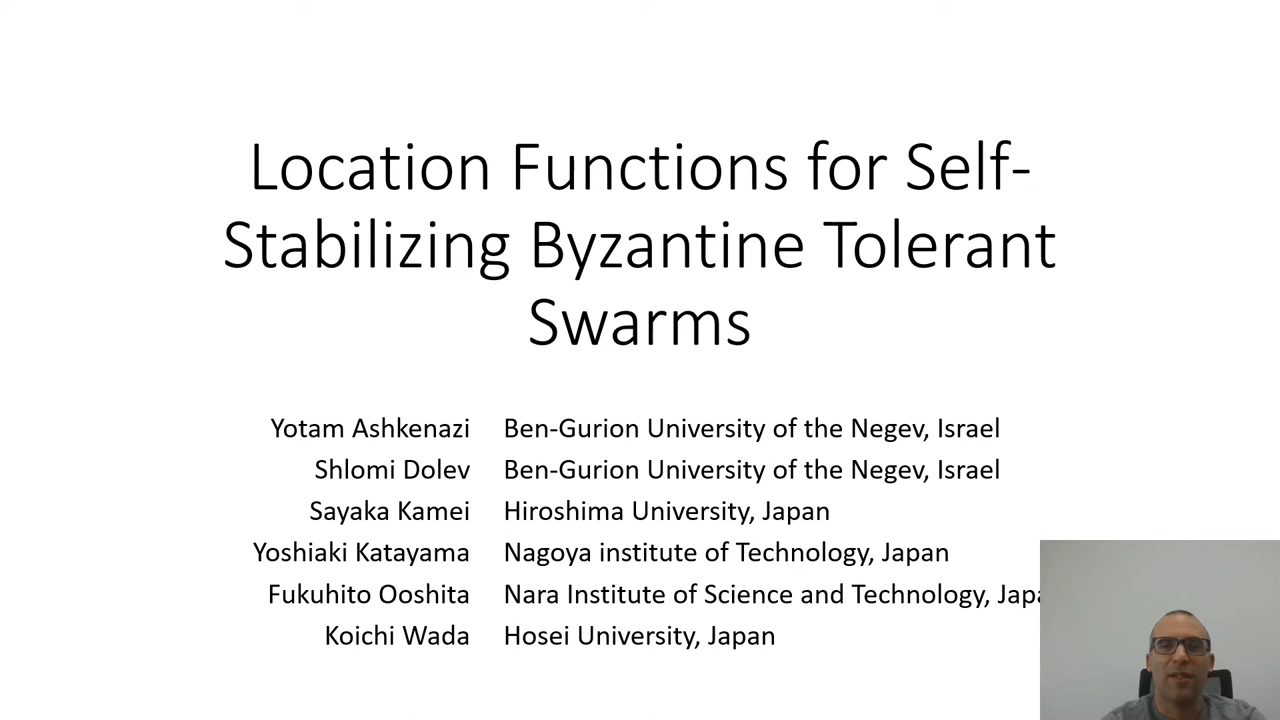 Location Functions for Self-
Stabilizing Byzantine Tolerant
Swarms
Yotam Ashkenazi Ben-Gurion University of the Negev, Israel
Shlomi Dolev Ben-Gurion University of the Negev, Israel
Sayaka Kamei Hiroshima University, Japan
Yoshiaki Katayama Nagoya institute of Technology, Japan
Fukuhito Ooshita Nara Institute of Science and Technology,
Koichi Wada Hosei University, Japan